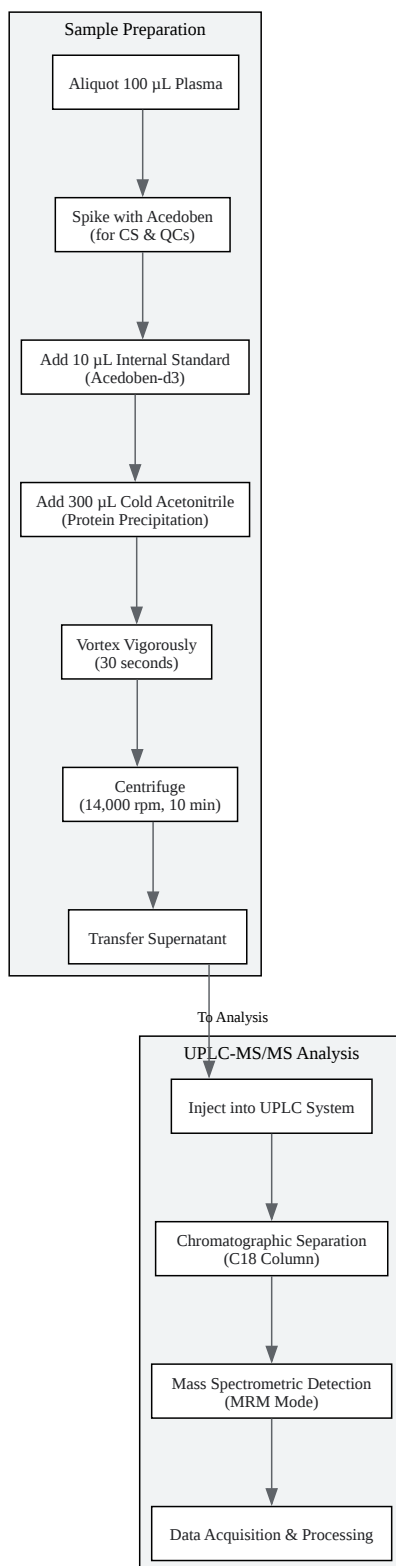 Sample Preparation
Aliquot 100 µL Plasma
Spike with Acedoben
(for CS & QCs)
Add 10 µL Internal Standard
(Acedoben-d3)
Add 300 µL Cold Acetonitrile
(Protein Precipitation)
Vortex Vigorously
(30 seconds)
Centrifuge
(14,000 rpm, 10 min)
Transfer Supernatant
To Analysis
UPLC-MS/MS Analysis
Inject into UPLC System
Chromatographic Separation
(C18 Column)
Mass Spectrometric Detection
(MRM Mode)
Data Acquisition & Processing